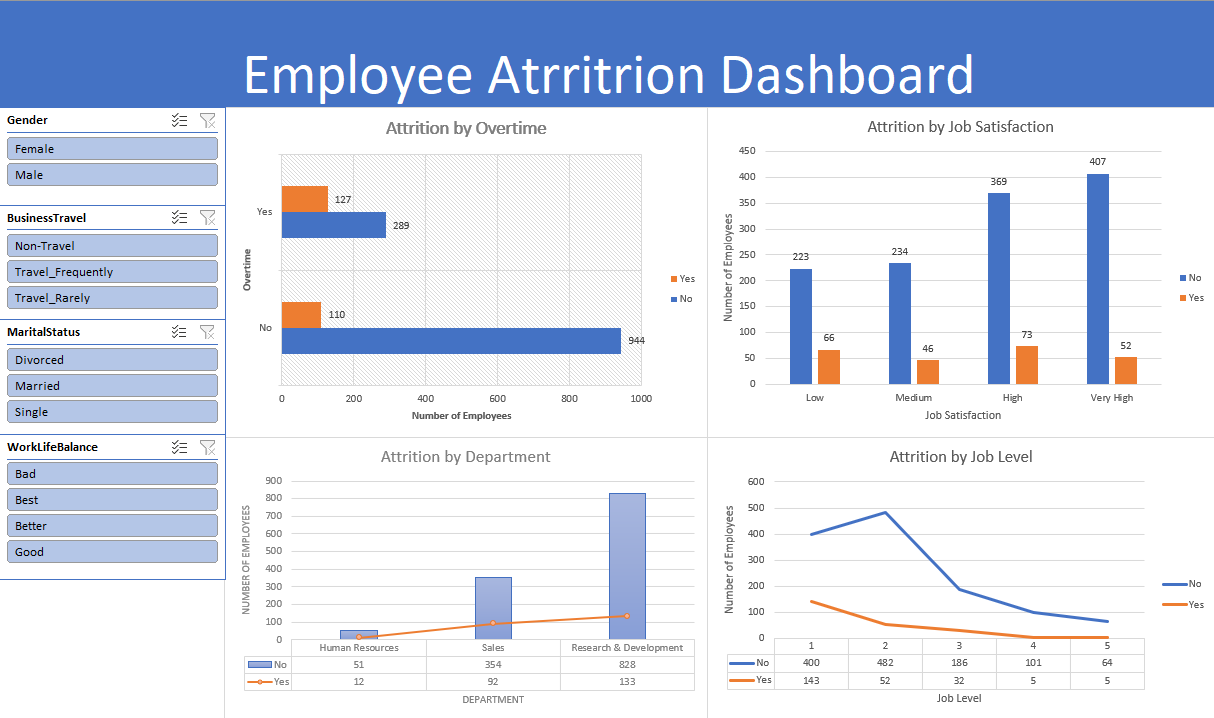 Employee Atrritrion Dashboard
Gender
Female
Male
BusinessTravel
Non-Travel
Travel_Frequently
Travel_Rarely
MaritalStatus
Divorced
Married
Single
WorkLifeBalance
Bad
Best
Better
Good
Attrition by Overtime
Overtime
Yes
127
289
No
110
944
0 200 400 600 800 1000
Number of Employees
Yes
No
Attrition by Job Satisfaction
Number of Employees
450
400
350
300
250
200
150
100
50
0
223 66 234 46 369 73 407 52
Low Medium High Very High
Job Satisfaction
No
Yes
Attrition by Department
NUMBER OF EMPLOYEES
900
800
700
600
500
400
300
200
100
0
Human Resources Sales Research & Development
No 51 354 828
Yes 12 92 133
DEPARTMENT
Attrition by Job Level
Number of Employees
600
500
400
300
200
100
0
1 2 3 4 5
No 400 482 186 101 64
Yes 143 52 32 5 5
Job Level
No
Yes